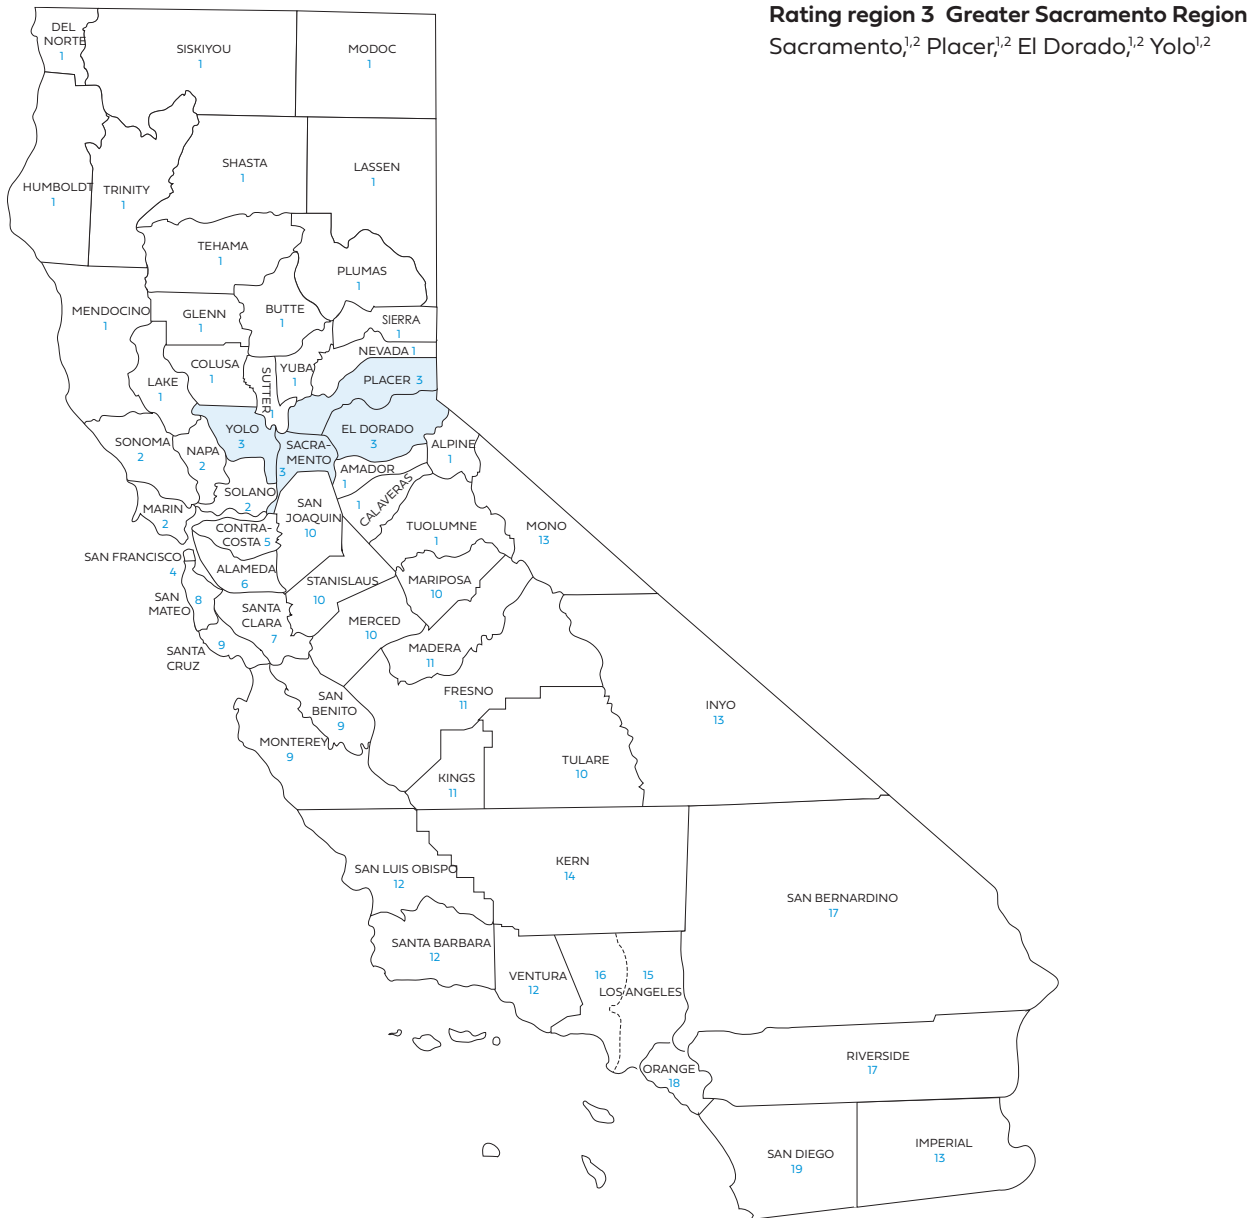 Rating region 3 Greater Sacramento Region
Sacramento,1,2 Placer,1,2 El Dorado,1,2 Yolo1,2
DEL
NORTE
1
SISKIYOU
1
MODOC
1
SHASTA
1
LASSEN
1
HUMBOLDT
1
TRINITY
1
TEHAMA
1
PLUMAS
1
MENDOCINO
1
GLENN
1
BUTTE
1
SIERRA
1
NEVADA 1
COLUSA
1
SUTTER
1
YUBA
1
PLACER 3
LAKE
1
YOLO
3
EL DORADO
3
SONOMA
2
NAPA
2
SACRA-
MENTO
3
ALPINE
1
AMADOR
1
SOLANO
2
CALAVERAS
1
MARIN
2
SAN
JOAQUIN
10
CONTRA-
COSTA 5
TUOLUMNE
1
MONO
13
SAN FRANCISCO
4
ALAMEDA
6
STANISLAUS
10
MARIPOSA
10
SAN
MATEO
8
SANTA
CLARA
7
MERCED
10
SANTA
CRUZ
9
MADERA
11
FRESNO
11
SAN
BENITO
9
INYO
13
MONTEREY
9
TULARE
10
KINGS
11
SAN LUIS OBISPO
12
KERN
14
SAN BERNARDINO
17
SANTA BARBARA
12
VENTURA
12
16
15
LOS ANGELES
RIVERSIDE
17
ORANGE
18
SAN DIEGO
19
IMPERIAL
13